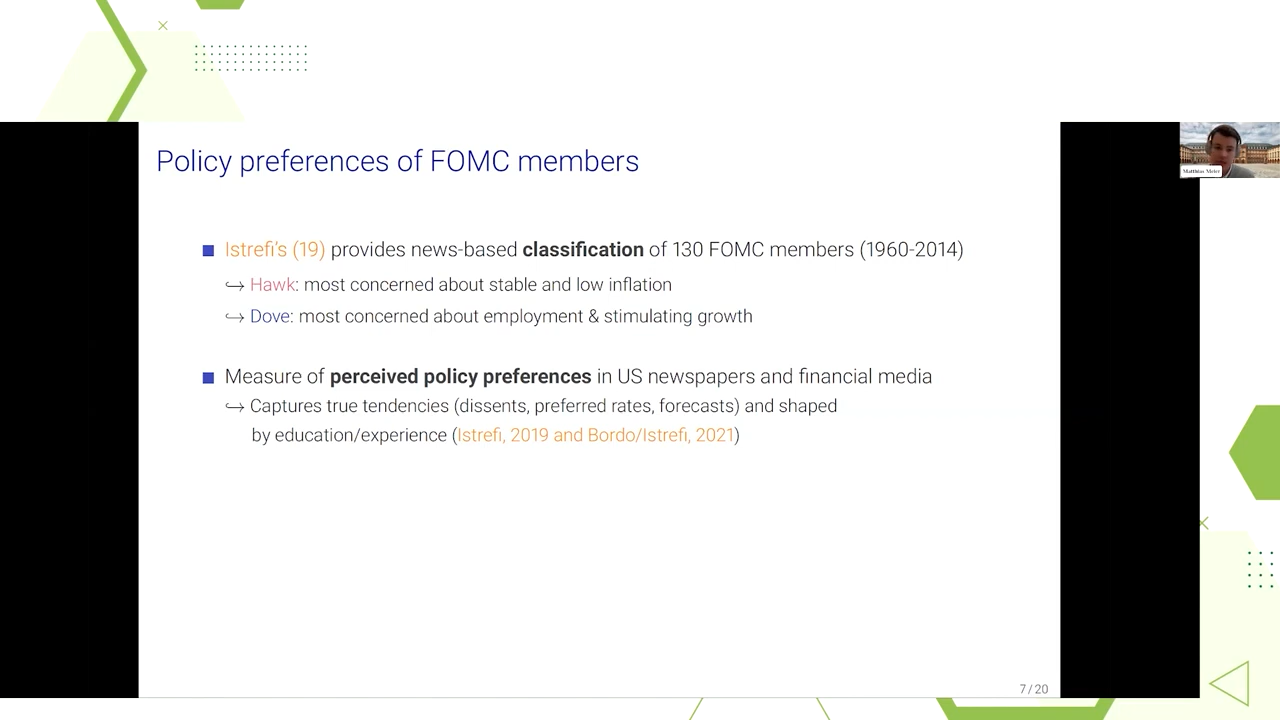 Policy preferences of FOMC members
Istrefi's (19) provides news-based classification of 130 FOMC members (1960-2014)
↪ Hawk: most concerned about stable and low inflation
↪ Dove: most concerned about employment & stimulating growth
Measure of perceived policy preferences in US newspapers and financial media
↪ Captures true tendencies (dissents, preferred rates, forecasts) and shaped
by education/experience (Istrefi, 2019 and Bordo/Istrefi, 2021)
7 / 20
Matthias Meier